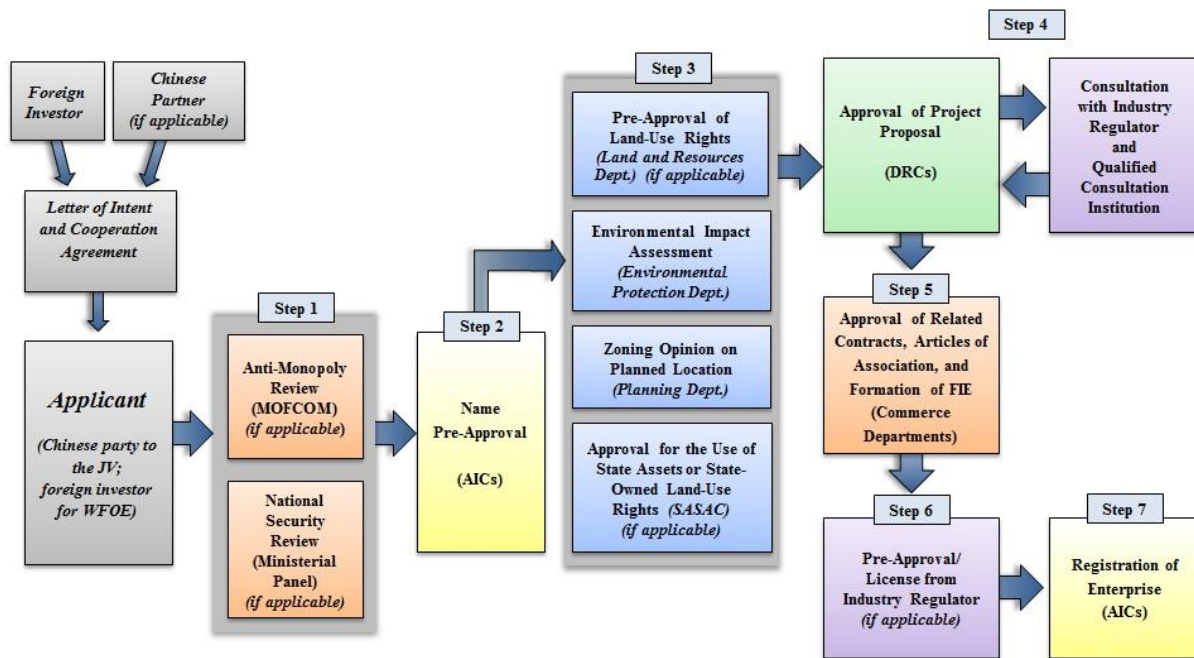 Foreign
Investor
Chinese
Partner
(if applicable)
Letter of Intent
and Cooperation
Agreement
Applicant
(Chinese party to
the JV;
foreign investor
for WFOE)
Step 1
Anti-Monopoly
Review
(MOFCOM)
(if applicable)
National
Security
Review
(Ministerial
Panel)
(if applicable)
Step 2
Name
Pre-Approval
(AICs)
Step 3
Pre-Approval of
Land-Use Rights
(Land and Resources
Dept.) (if applicable)
Environmental Impact
Assessment
(Environmental
Protection Dept.)
Zoning Opinion on
Planned Location
(Planning Dept.)
Approval for the Use of
State Assets or State-
Owned Land-Use
Rights (SASAC)
(if applicable)
Step 4
Approval of Project
Proposal
(DRCs)
Consultation
with Industry
Regulator
and
Qualified
Consultation
Institution
Step 5
Approval of Related
Contracts, Articles of
Association, and
Formation of FIE
(Commerce
Departments)
Step 6
Pre-Approval/
License from
Industry Regulator
(if applicable)
Step 7
Registration of
Enterprise
(AICs)